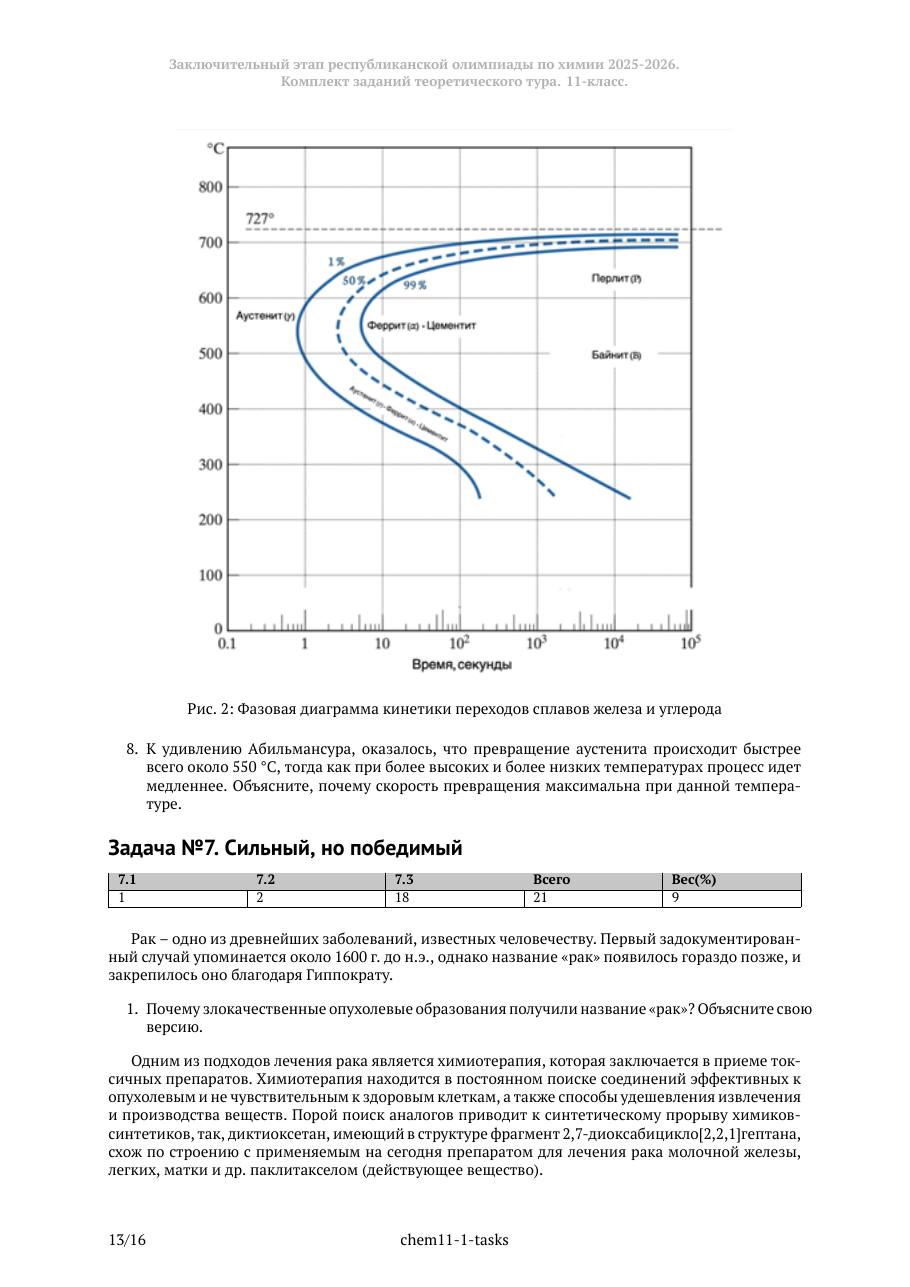 Заключительный этап республиканской олимпиады по химии 2025-2026.
Комплект заданий теоретического тура. 11-класс.
°C
800
727°
700
1%
50%
99%
Перлит (P)
600
Аустенит (γ)
Феррит (α) - Цементит
500
Байнит (B)
400
Аустенит (γ) - Феррит (α) - Цементит
300
200
100
0
0.1 1 10 10² 10³ 10⁴ 10⁵
Время, секунды
Рис. 2: Фазовая диаграмма кинетики переходов сплавов железа и углерода
8. К удивлению Абильмансура, оказалось, что превращение аустенита происходит быстрее
всего около 550 °C, тогда как при более высоких и более низких температурах процесс идет
медленнее. Объясните, почему скорость превращения максимальна при данной темпера-
туре.
Задача №7. Сильный, но победимый
7.1 7.2 7.3 Всего Вес(%)
1 2 18 21 9
Рак – одно из древнейших заболеваний, известных человечеству. Первый задокументирован-
ный случай упоминается около 1600 г. до н.э., однако название «рак» появилось гораздо позже, и
закрепилось оно благодаря Гиппократу.
1. Почему злокачественные опухолевые образования получили название «рак»? Объясните свою
версию.
Одним из подходов лечения рака является химиотерапия, которая заключается в приеме ток-
сичных препаратов. Химиотерапия находится в постоянном поиске соединений эффективных к
опухолевым и не чувствительным к здоровым клеткам, а также способы удешевления извлечения
и производства веществ. Порой поиск аналогов приводит к синтетическому прорыву химиков-
синтетиков, так, диктиоксетан, имеющий в структуре фрагмент 2,7-диоксабицикло[2,2,1]гептана,
схож по строению с применяемым на сегодня препаратом для лечения рака молочной железы,
легких, матки и др. паклитакселом (действующее вещество).
13/16 chem11-1-tasks